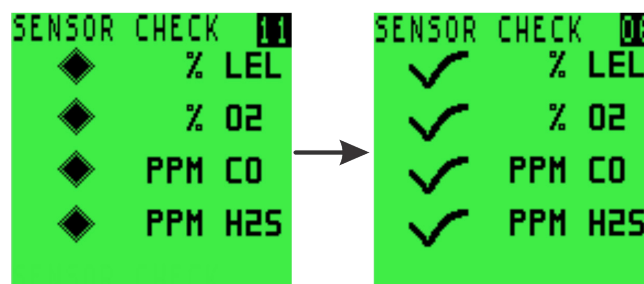 SENSOR CHECK 11
% LEL
% O2
PPM CO
PPM H2S
SENSOR CHECK
% LEL
% O2
PPM CO
PPM H2S